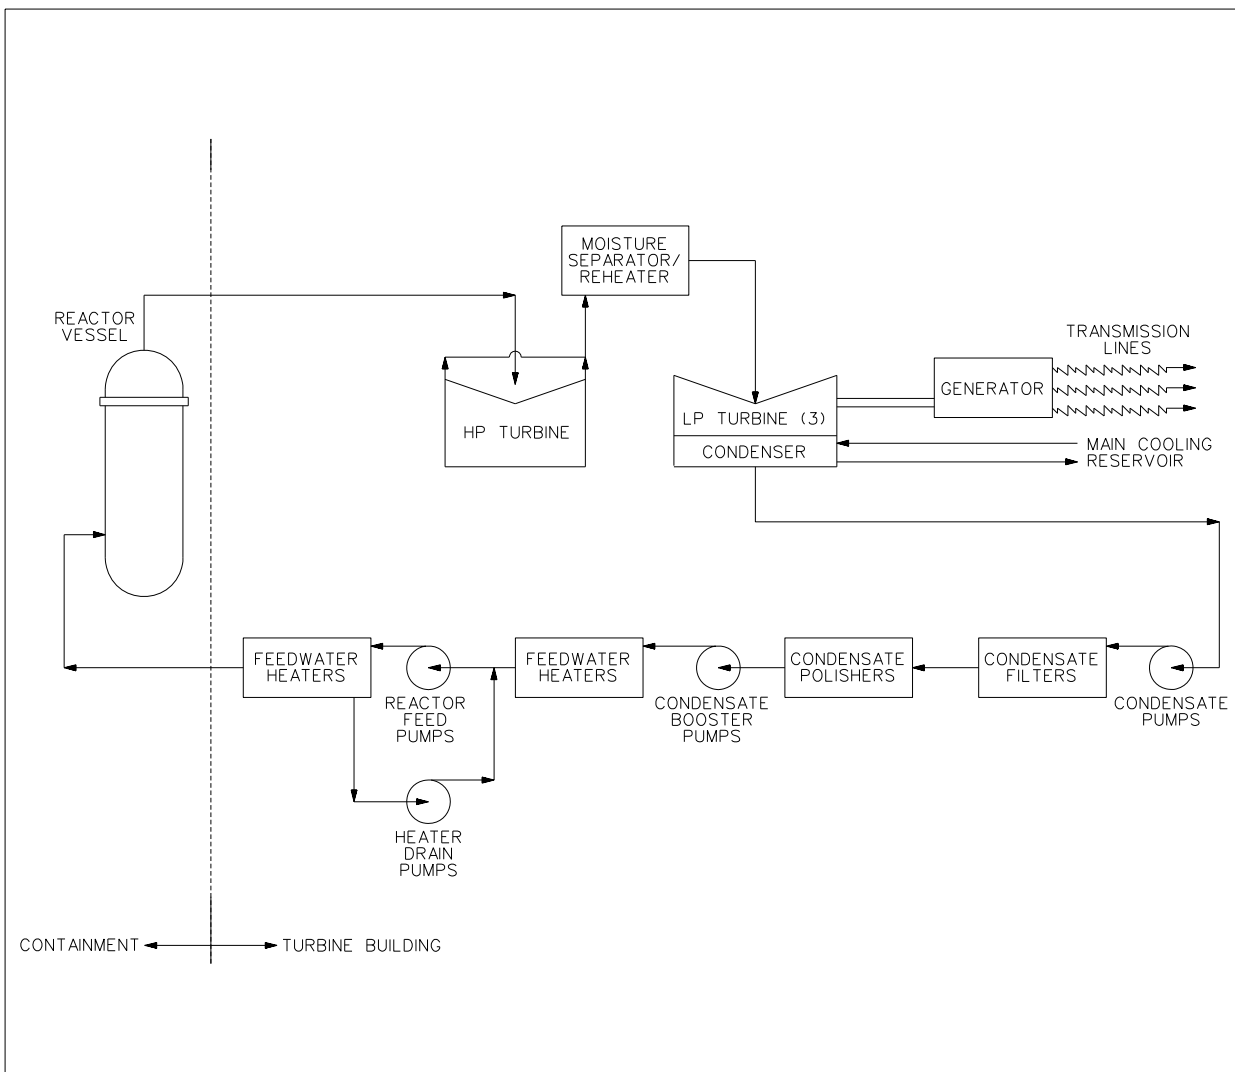 MOISTURE
SEPARATOR/
REHEATER
REACTOR
VESSEL
TRANSMISSION
LINES
GENERATOR
HP TURBINE
LP TURBINE (3)
CONDENSER
MAIN COOLING
RESERVOIR
FEEDWATER
HEATERS
REACTOR
FEED
PUMPS
FEEDWATER
HEATERS
CONDENSATE
BOOSTER
PUMPS
CONDENSATE
POLISHERS
CONDENSATE
FILTERS
CONDENSATE
PUMPS
HEATER
DRAIN
PUMPS
CONTAINMENT
TURBINE BUILDING